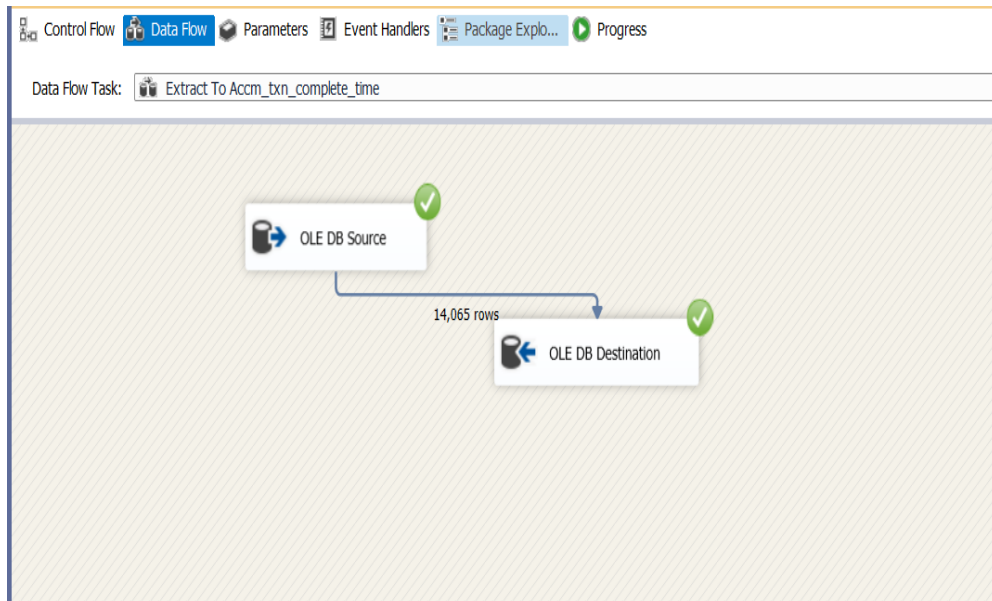 Control Flow Data Flow Parameters Event Handlers Package Explo... Progress
Data Flow Task: Extract To Accm_txn_complete_time
OLE DB Source
14,065 rows
OLE DB Destination